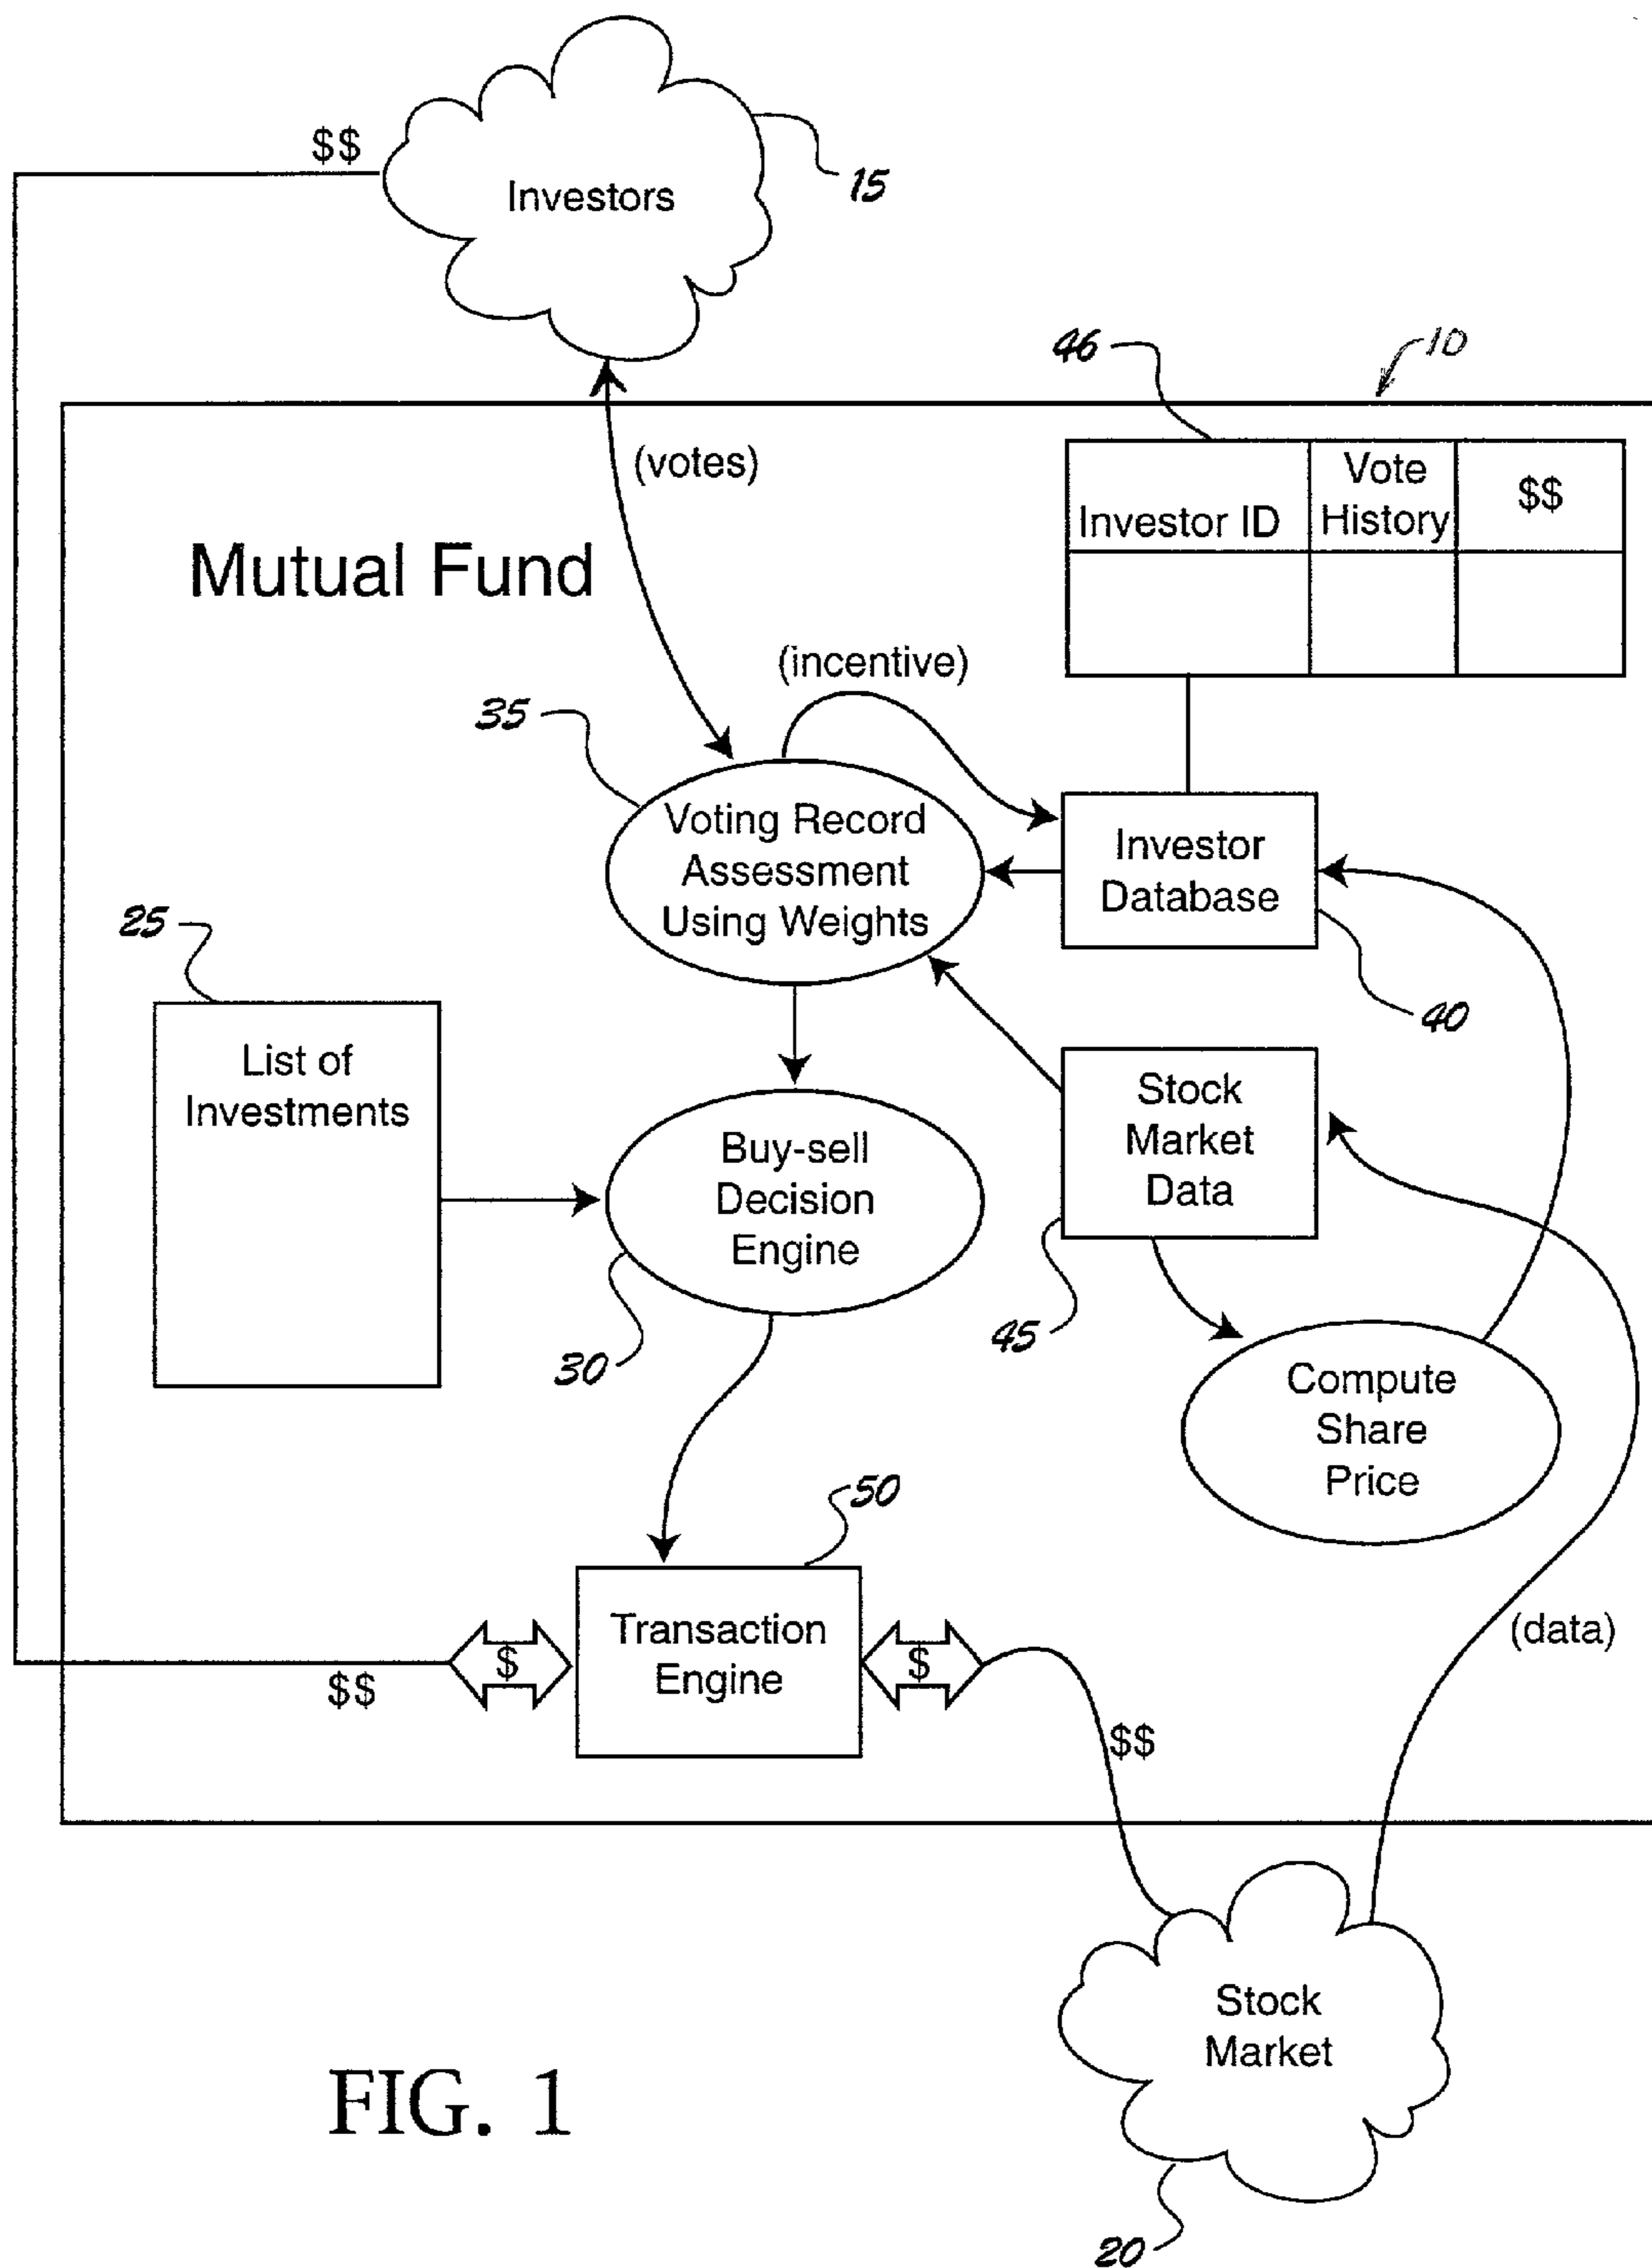 $$
Investors
15
46
10
(votes)
Vote
History
$$
Investor ID
Mutual Fund
(incentive)
35
Voting Record
Assessment
Using Weights
Investor
Database
25
40
List of
Investments
Stock
Market
Data
Buy-sell
Decision
Engine
45
30
Compute
Share
Price
50
Transaction
Engine
$
$
(data)
$$
$$
Stock
Market
FIG. 1
20